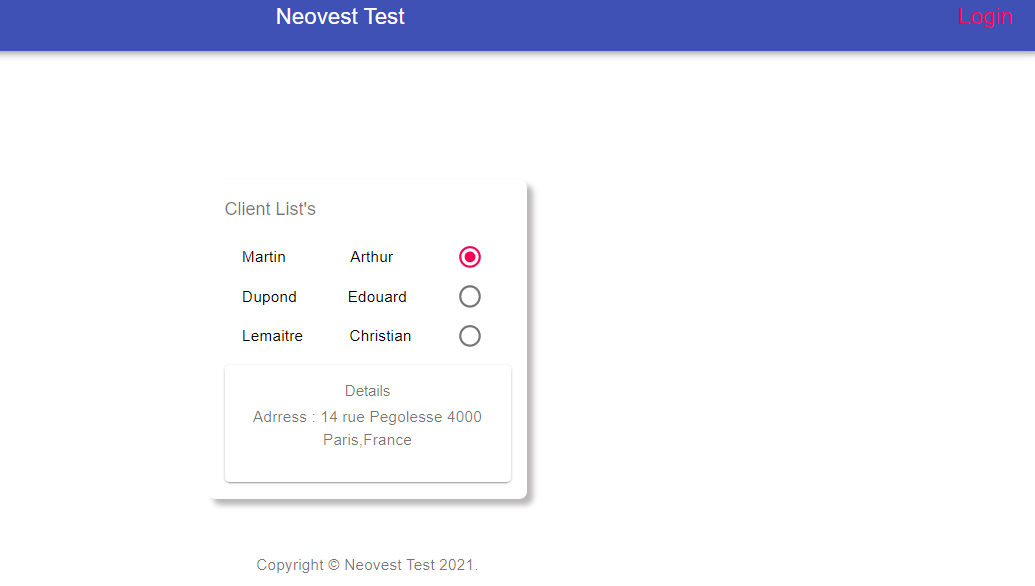 Neovest Test Login
Client List's
Martin Arthur
Dupond Edouard
Lemaitre Christian
Details
Adrress : 14 rue Pegolesse 4000
Paris,France
Copyright © Neovest Test 2021.